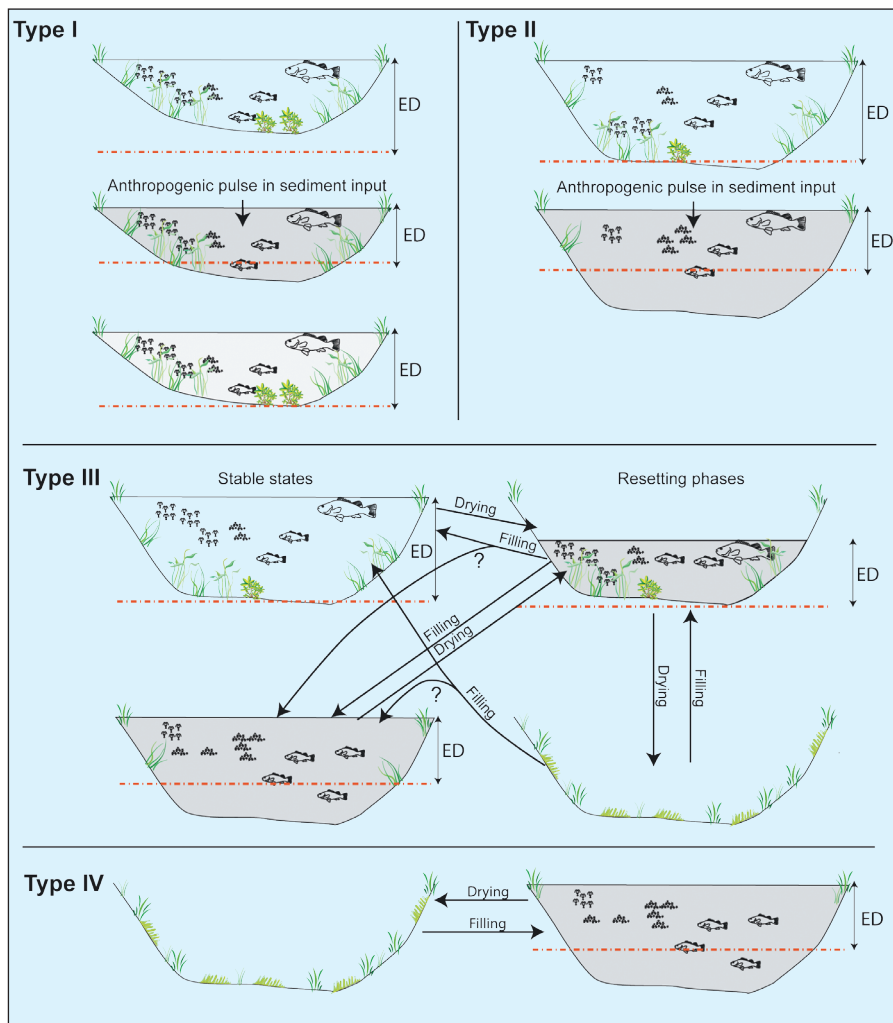 Type I
ED
Anthropogenic pulse in sediment input
ED
ED
Type II
ED
Anthropogenic pulse in sediment input
ED
Type III
Stable states
Resetting phases
ED
Drying
Filling
?
ED
Filling
Drying
?
Filling
Drying
Filling
ED
Type IV
Drying
Filling
ED